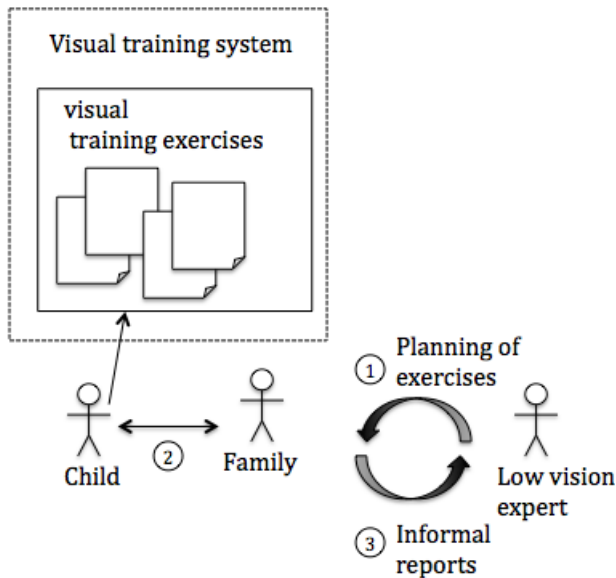 Visual training system
visual
training exercises
1 Planning of
exercises
2
Child
Family
Low vision
expert
3 Informal
reports